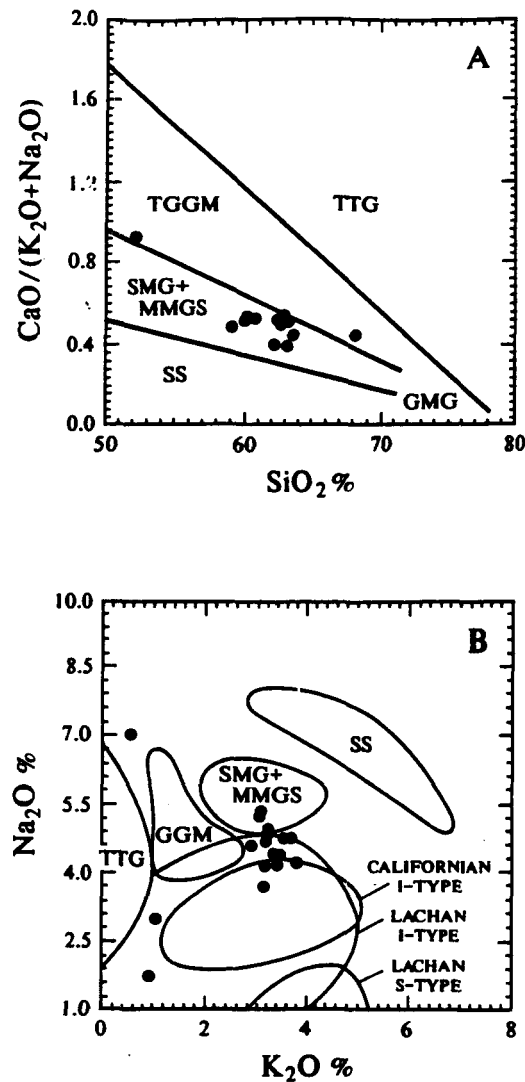 A
CaO/(K₂O+Na₂O)
2.0
1.6
1.2
0.8
0.4
0.0
TGGM
TTG
SMG+
MMGS
SS
GMG
50
60
70
80
SiO₂ %
B
Na₂O %
10.0
8.5
7.0
5.5
4.0
2.5
1.0
SS
SMG+
MMGS
TTG
GGM
CALIFORNIAN
I-TYPE
LACHAN
I-TYPE
LACHAN
S-TYPE
0
2
4
6
8
K₂O %